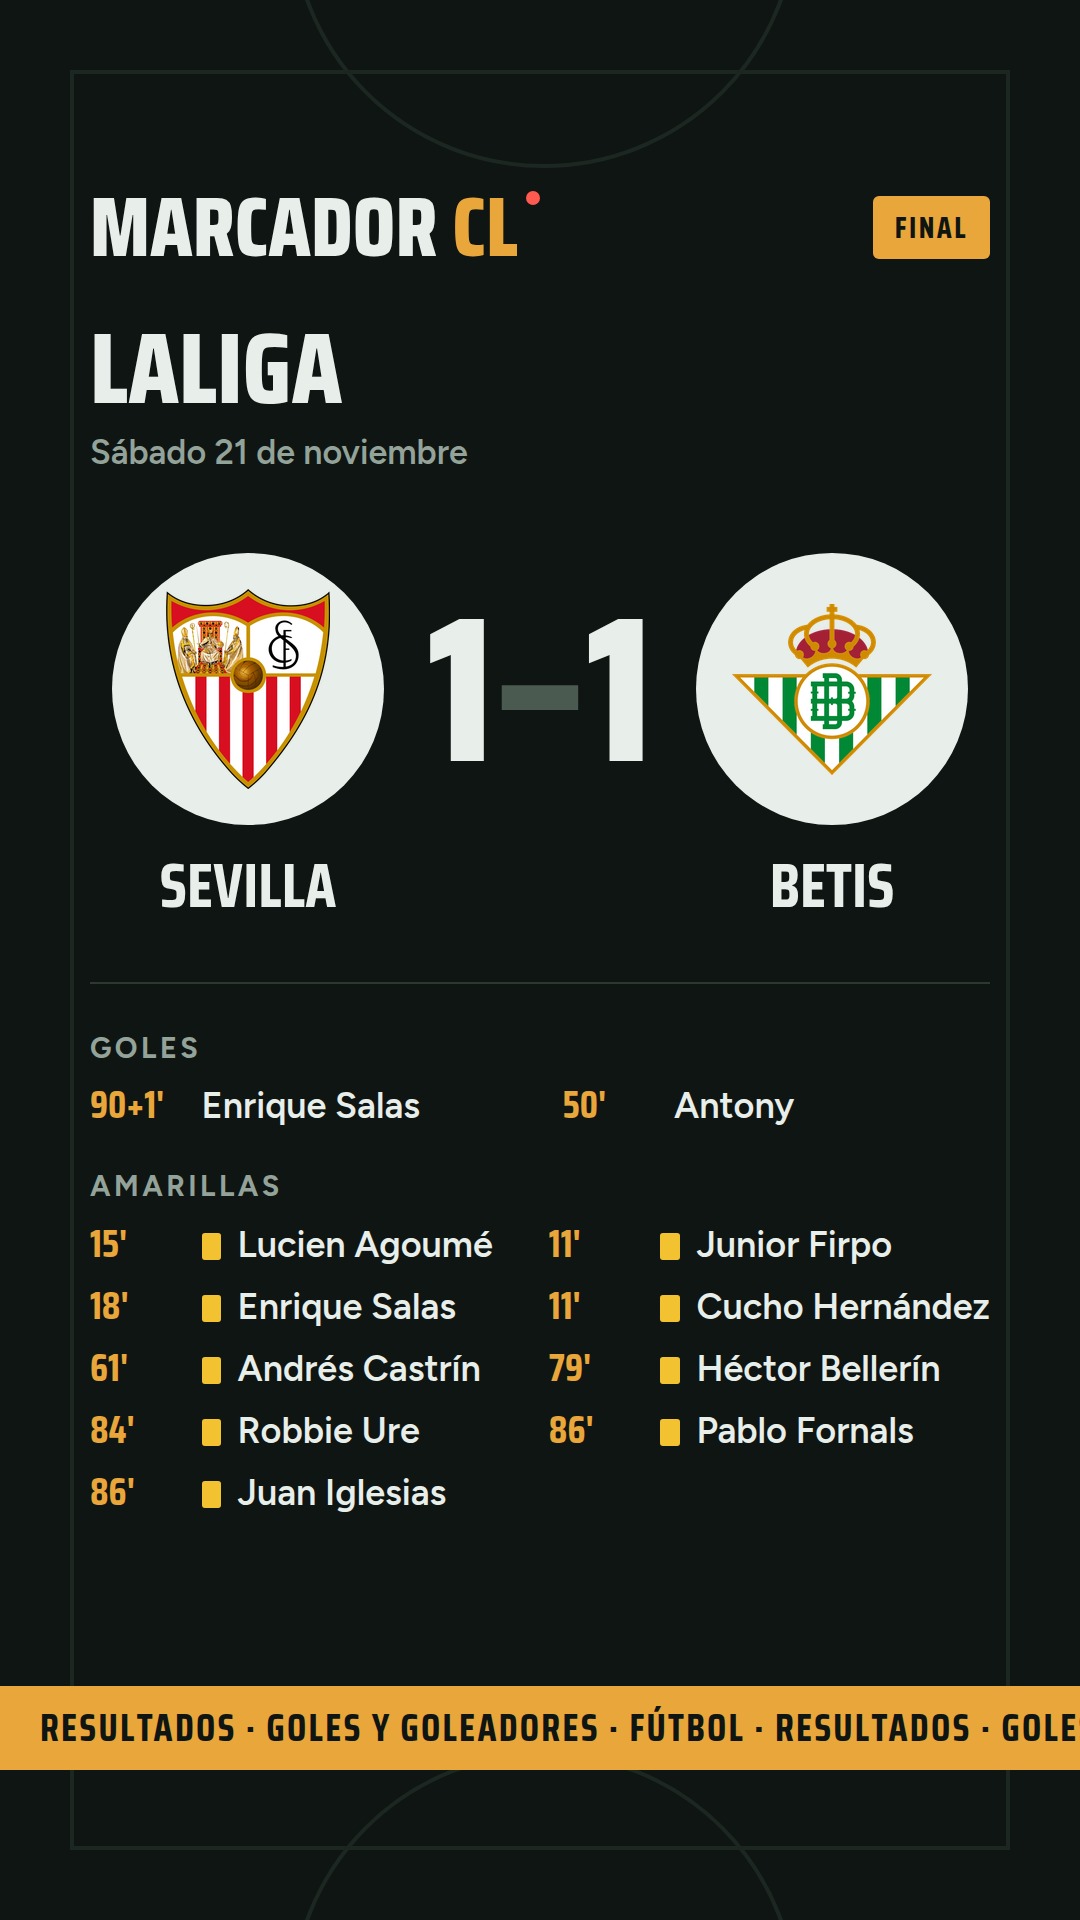 MARCADOR CL
FINAL
LALIGA
Sábado 21 de noviembre
1–1
SEVILLA
BETIS
GOLES
90+1' Enrique Salas
50' Antony
AMARILLAS
15' Lucien Agoumé
11' Junior Firpo
18' Enrique Salas
11' Cucho Hernández
61' Andrés Castrín
79' Héctor Bellerín
84' Robbie Ure
86' Pablo Fornals
86' Juan Iglesias
RESULTADOS · GOLES Y GOLEADORES · FÚTBOL · RESULTADOS · GOLES